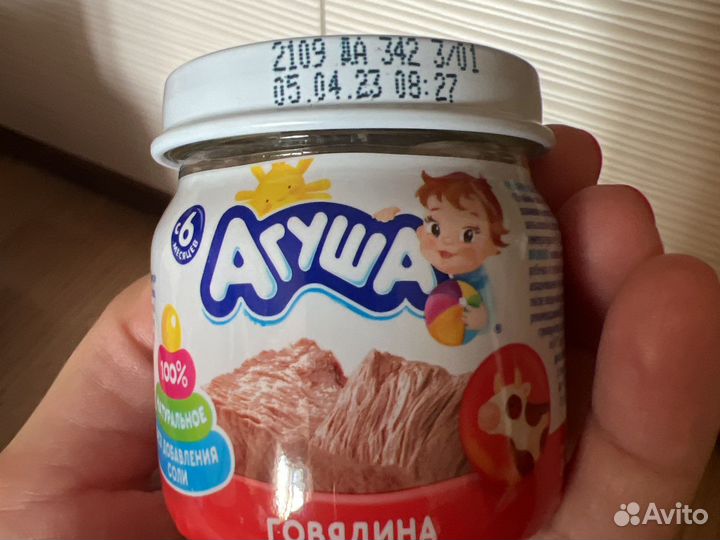 2109 АА 342 3/01
05.04.23 08:27
с 6
месяцев
Агуша
®
100%
НАТУРАЛЬНОЕ
ДОБАВЛЕНИЯ
СОЛИ
ГОВЯДИНА
Avito